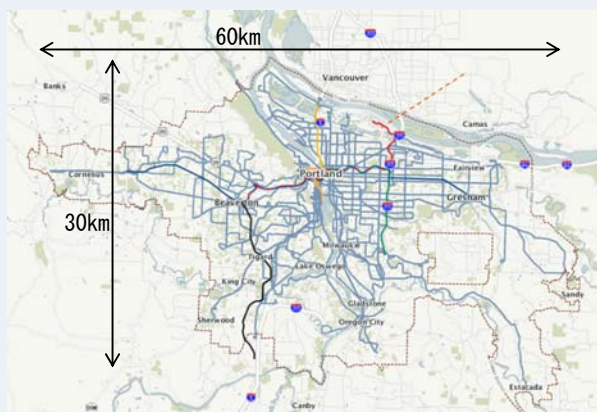 60km
Vancouver
Banks
Camas
Cornelius
Portland
Fairview
Beaverton
Gresham
30km
Milwaukie
Tigard
Lake Oswego
King City
Sandy
Gladstone
Sherwood
Oregon City
Estacada
Canby